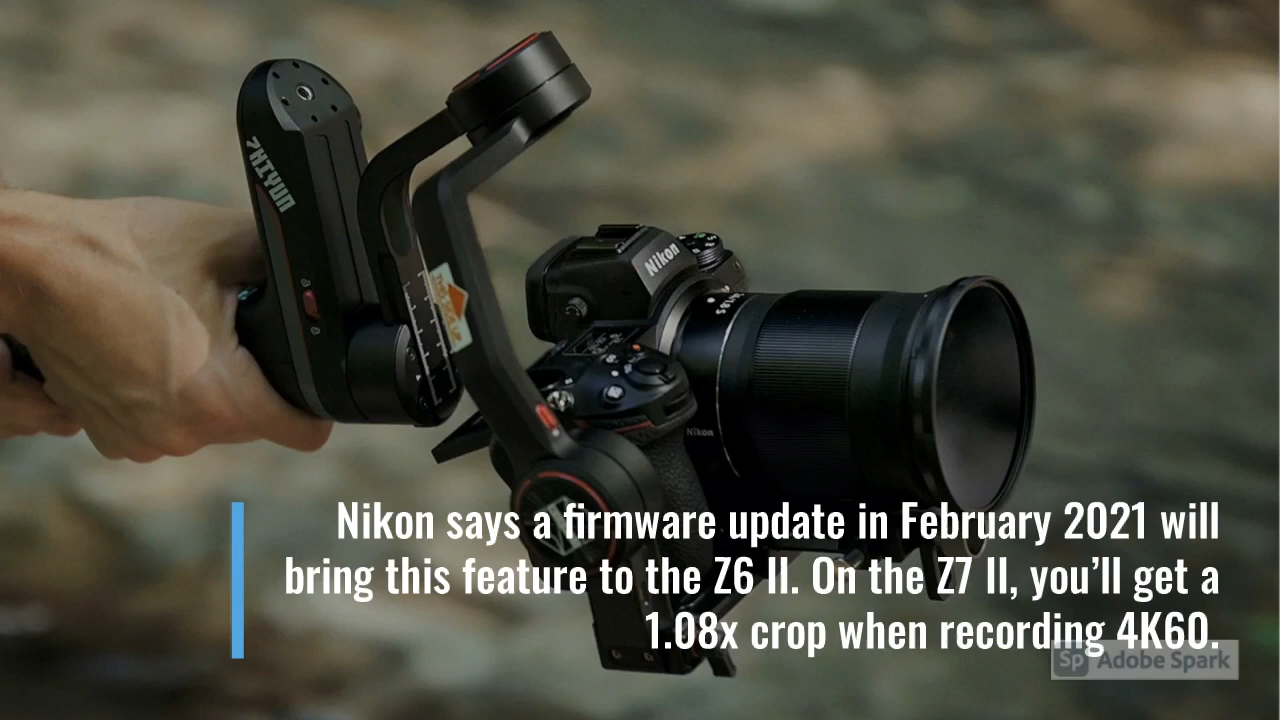 ZHIYUN
Nikon
Nikon
Nikon says a firmware update in February 2021 will
bring this feature to the Z6 II. On the Z7 II, you’ll get a
1.08x crop when recording 4K60.
Sp Adobe Spark